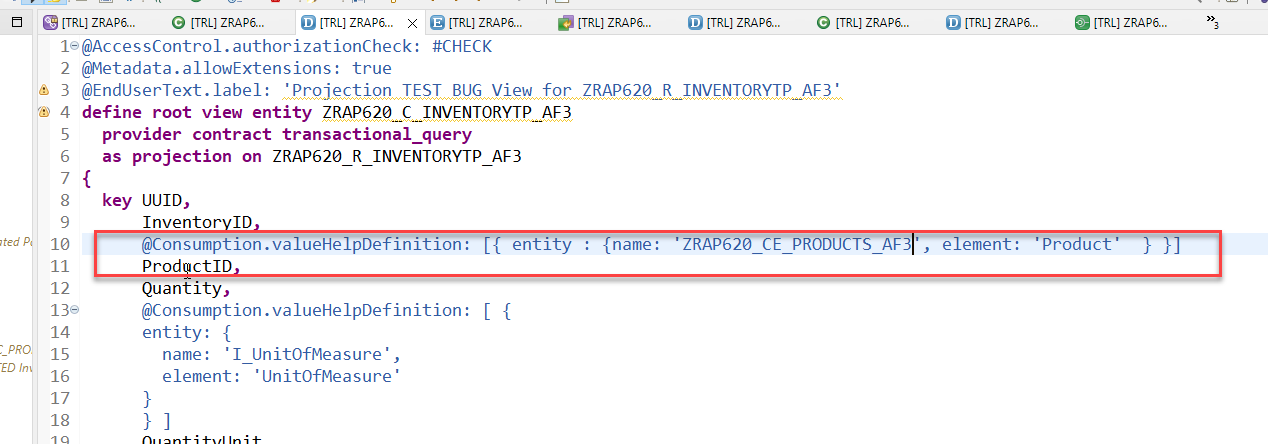 [TRL] ZRAP6... [TRL] ZRAP6... [TRL] ZRAP6... [TRL] ZRAP6... [TRL] ZRAP6... [TRL] ZRAP6... [TRL] ZRAP6... [TRL] ZRAP6... [TRL] ZRAP6... »3
1 @AccessControl.authorizationCheck: #CHECK
2 @Metadata.allowExtensions: true
3 @EndUserText.label: 'Projection TEST BUG View for ZRAP620_R_INVENTORYTP_AF3'
4 define root view entity ZRAP620_C_INVENTORYTP_AF3
5 provider contract transactional_query
6 as projection on ZRAP620_R_INVENTORYTP_AF3
7 {
8 key UUID,
9 InventoryID,
10 @Consumption.valueHelpDefinition: [{ entity : {name: 'ZRAP620_CE_PRODUCTS_AF3', element: 'Product'  } }]
11 ProductID,
12 Quantity,
13 @Consumption.valueHelpDefinition: [ {
14 entity: {
15 name: 'I_UnitOfMeasure',
16 element: 'UnitOfMeasure'
17 }
18 } ]
19 QuantityUnit